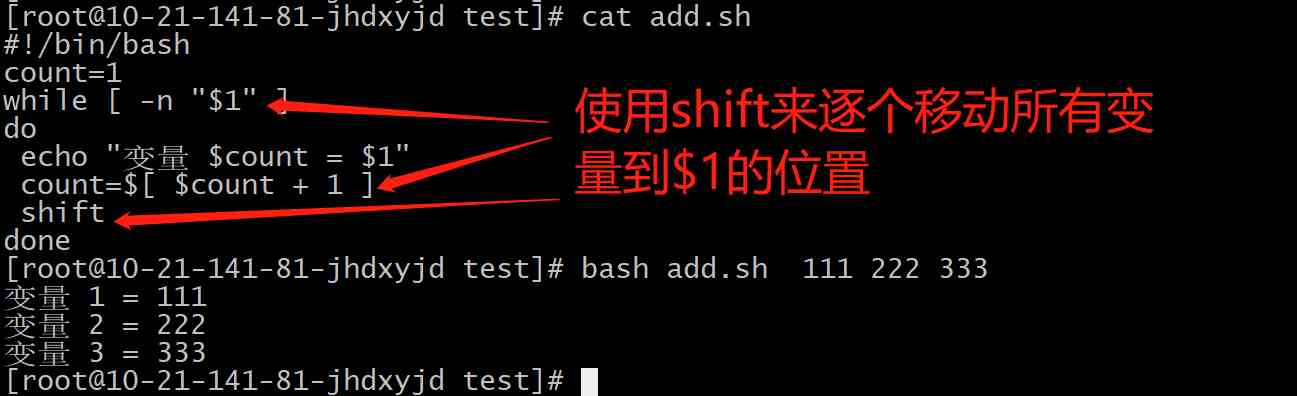 [root@10-21-141-81-jhdxyjd test]# cat add.sh
#!/bin/bash
count=1
while [ -n "$1" ]
do
 echo "变量 $count = $1"
 count=$[ $count + 1 ]
 shift
done
[root@10-21-141-81-jhdxyjd test]# bash add.sh  111 222 333
变量 1 = 111
变量 2 = 222
变量 3 = 333
[root@10-21-141-81-jhdxyjd test]#
使用shift来逐个移动所有变
量到$1的位置